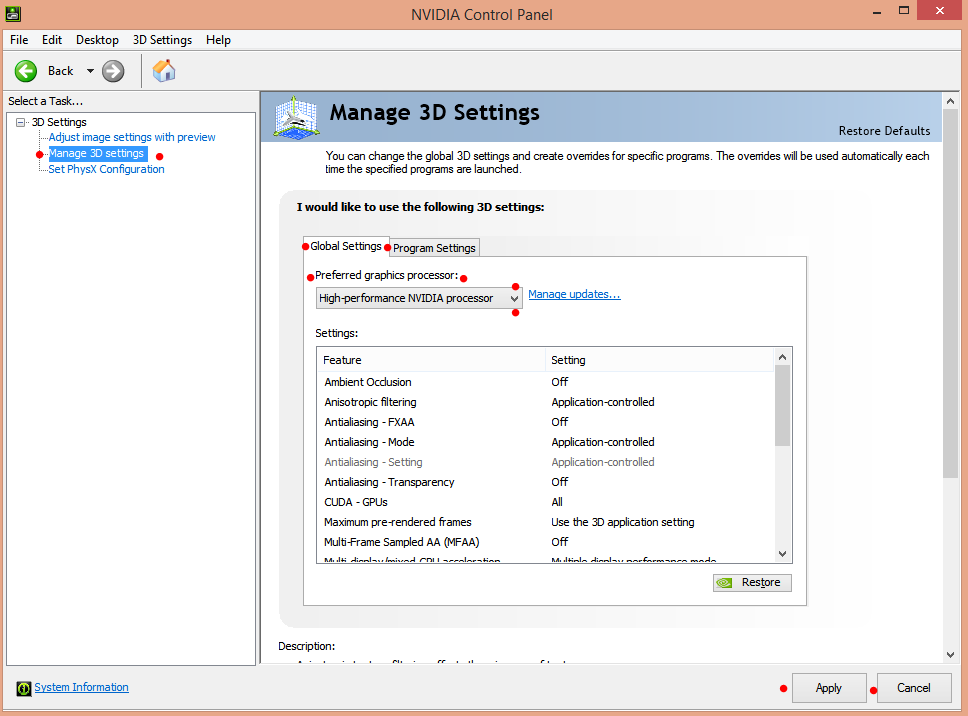 NVIDIA Control Panel
File Edit Desktop 3D Settings Help
Back
Select a Task...
3D Settings
Adjust image settings with preview
Manage 3D settings
Set PhysX Configuration
Manage 3D Settings
Restore Defaults
You can change the global 3D settings and create overrides for specific programs. The overrides will be used automatically each
time the specified programs are launched.
I would like to use the following 3D settings:
Global Settings Program Settings
Preferred graphics processor:
High-performance NVIDIA processor Manage updates...
Settings:
Feature Setting
Ambient Occlusion Off
Anisotropic filtering Application-controlled
Antialiasing - FXAA Off
Antialiasing - Mode Application-controlled
Antialiasing - Setting Application-controlled
Antialiasing - Transparency Off
CUDA - GPUs All
Maximum pre-rendered frames Use the 3D application setting
Multi-Frame Sampled AA (MFAA) Off
Multi-display/mixed-GPU acceleration Multiple display performance mode
Restore
Description:
System Information
Apply Cancel